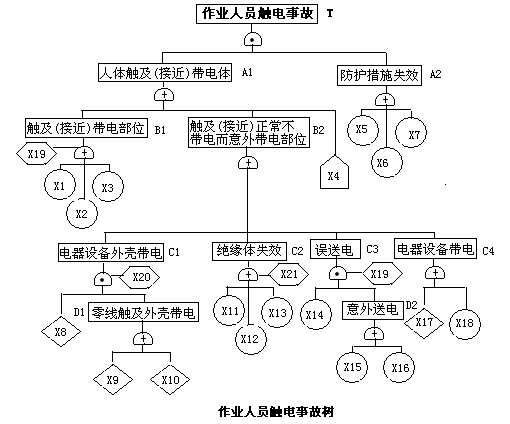 作业人员触电事故 T
人体触及(接近)带电体 A1
防护措施失效 A2
触及(接近)带电部位 B1
触及(接近)正常不
带电而意外带电部位 B2
X5
X7
X6
X19
X1
X3
X2
X4
电器设备外壳带电 C1
绝缘体失效 C2
误送电 C3
电器设备带电 C4
X20
X21
X19
D1 零线触及外壳带电
X8
X11
X13
X12
X14
意外送电 D2
X17
X18
X9
X10
X15
X16
作业人员触电事故树